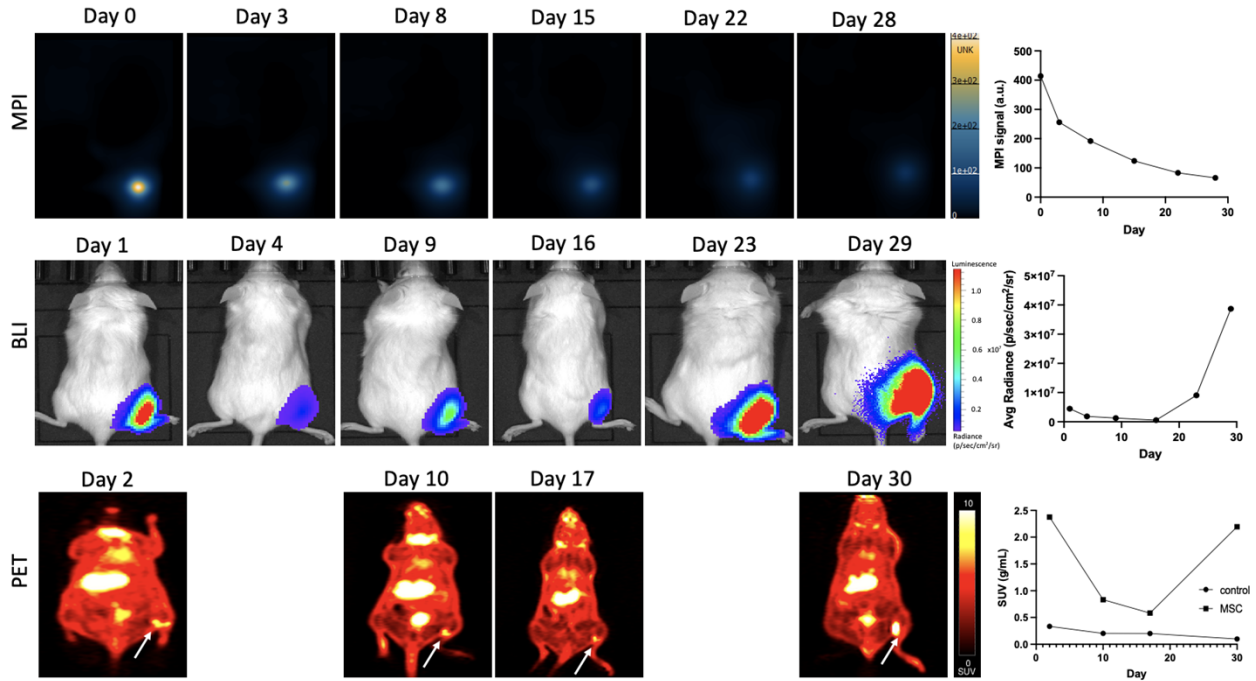 Day 0 Day 3 Day 8 Day 15 Day 22 Day 28
MPI
4e+02
UNK
3e+02
2e+02
1e+02
0
500
400
300
200
100
0
MPI signal (a.u.)
0 10 20 30
Day
Day 1 Day 4 Day 9 Day 16 Day 23 Day 29
BLI
Luminescence
1.0
0.8
0.6 x10⁷
0.4
0.2
Radiance
(p/sec/cm²/sr)
5×10⁷
4×10⁷
3×10⁷
2×10⁷
1×10⁷
0
Avg Radiance (p/sec/cm²/sr)
0 10 20 30
Day
Day 2 Day 10 Day 17 Day 30
PET
10
0
SUV
2.5
2.0
1.5
1.0
0.5
0.0
SUV (g/mL)
control
MSC
0 10 20 30
Day